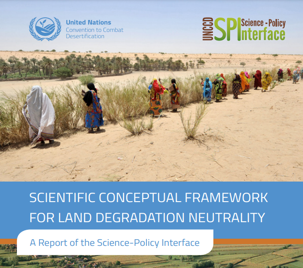 United Nations
Convention to Combat
Desertification
UNCCD
SPI Science - Policy
Interface
SCIENTIFIC CONCEPTUAL FRAMEWORK
FOR LAND DEGRADATION NEUTRALITY
A Report of the Science-Policy Interface